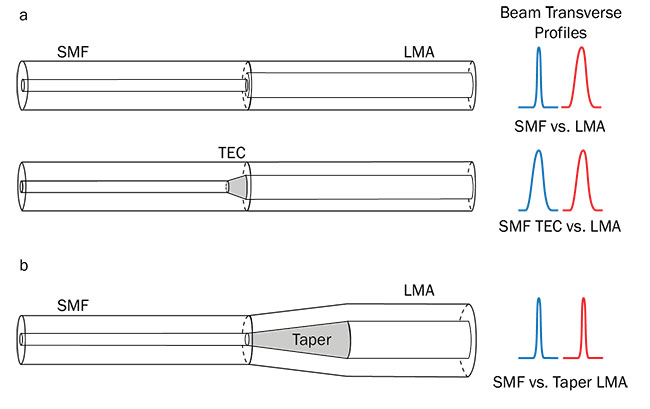 a
Beam Transverse
Profiles
SMF
LMA
SMF vs. LMA
TEC
SMF TEC vs. LMA
b
SMF
LMA
Taper
SMF vs. Taper LMA